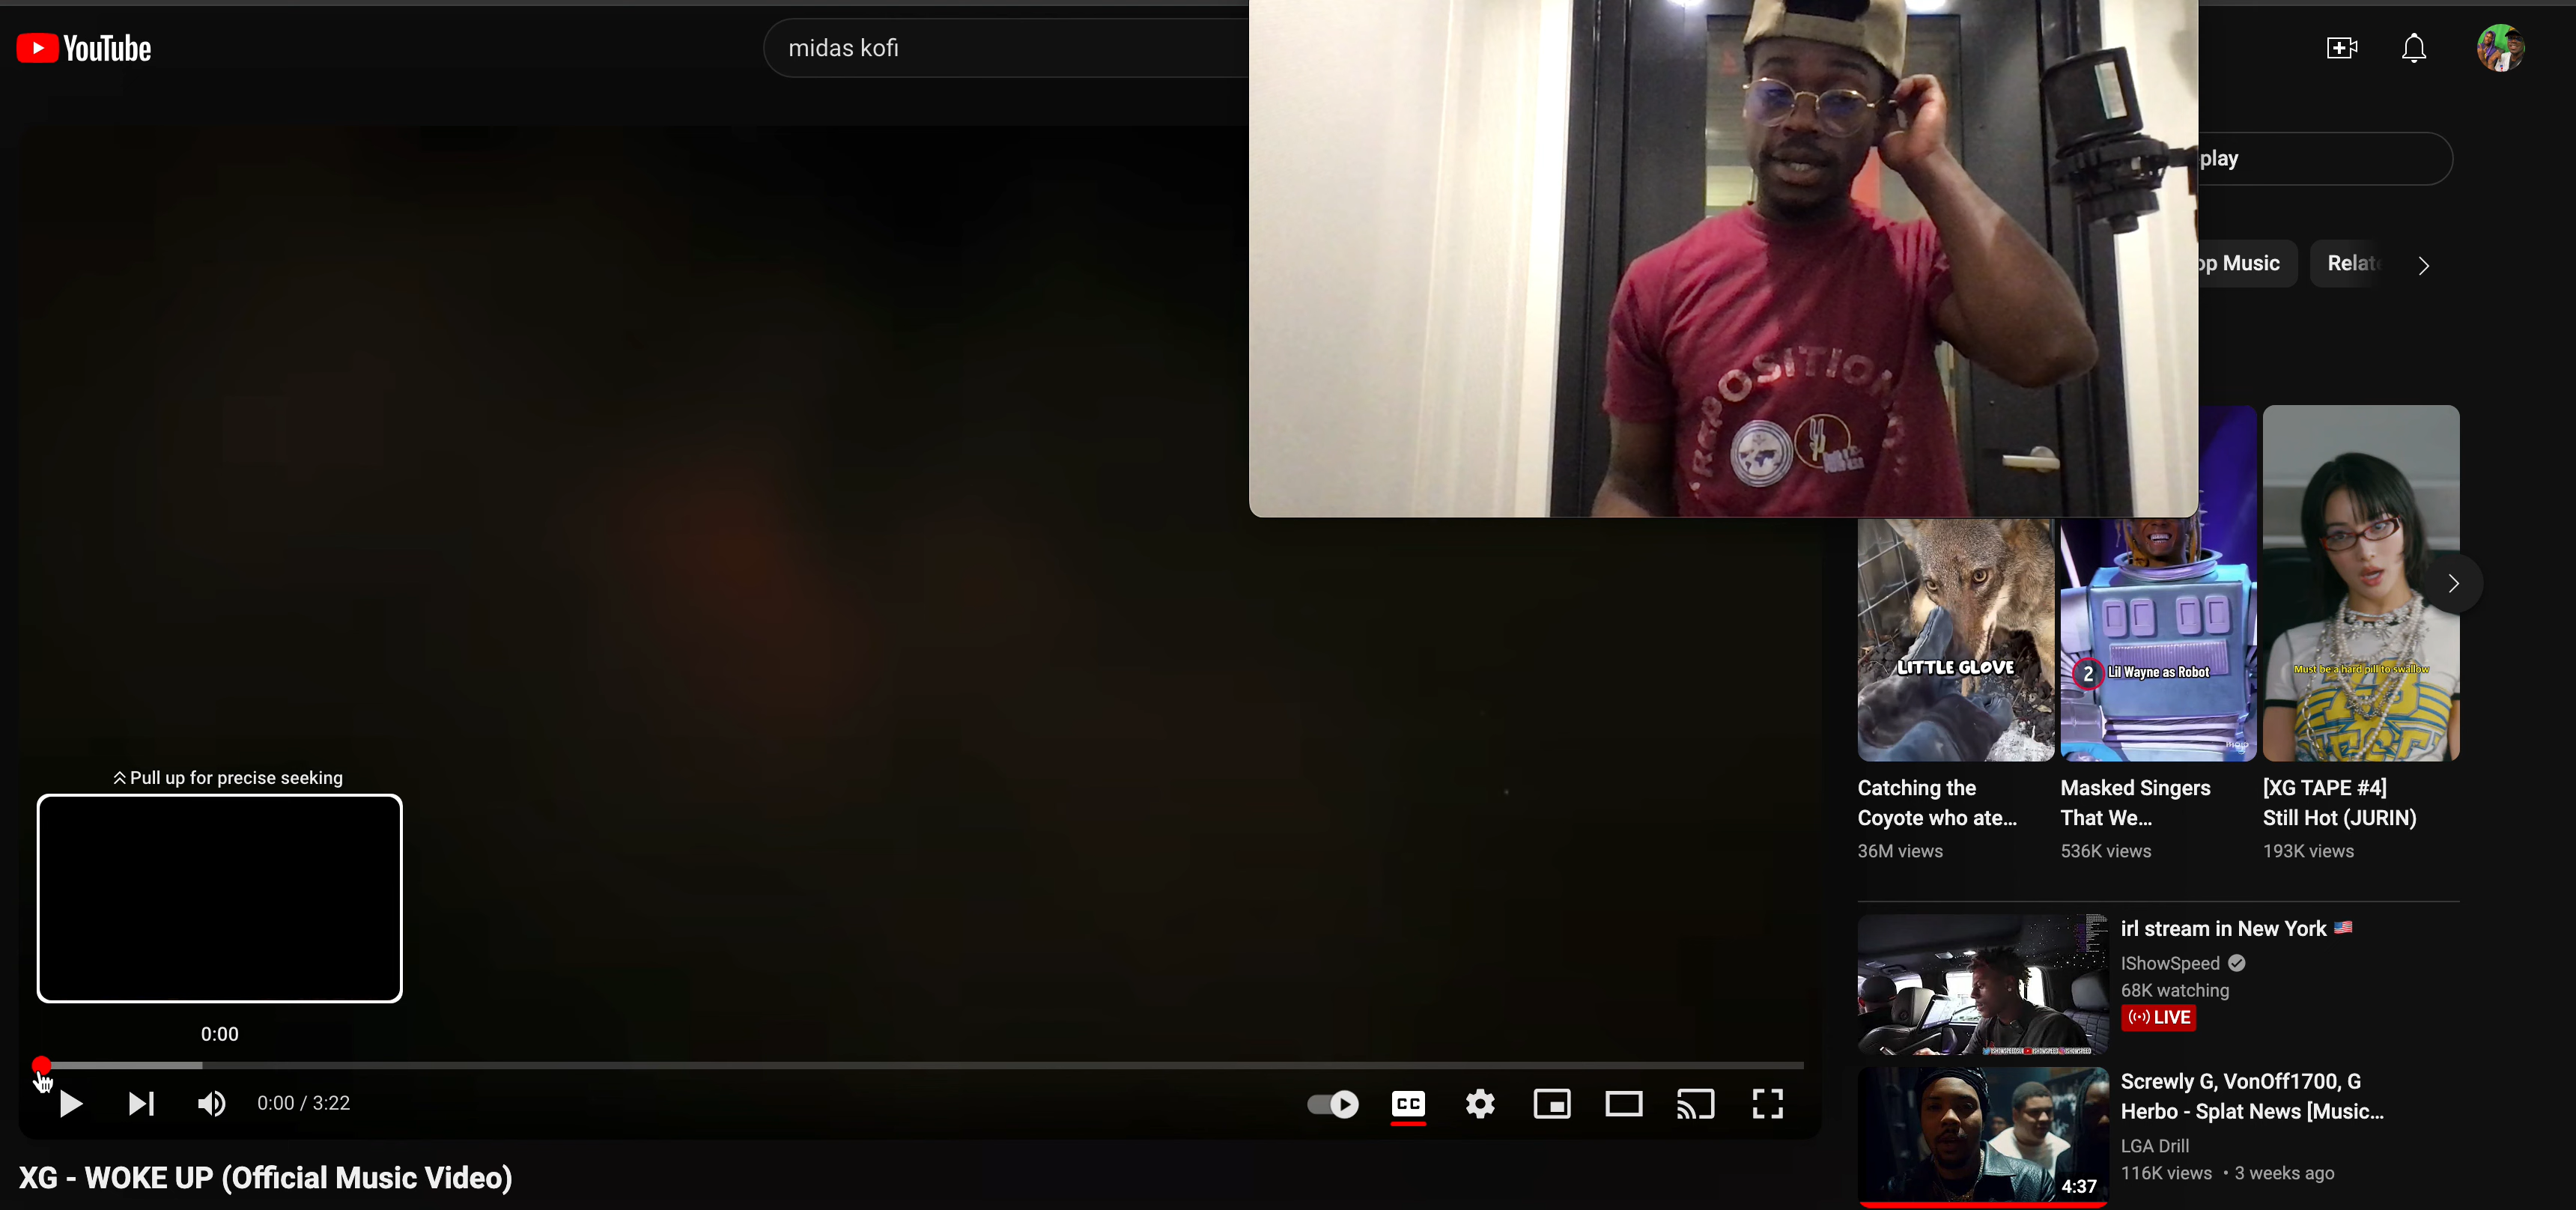 YouTube
midas kofi
play
op Music
Relate
OSITION
LITTLE GLOVE
2 Lil Wayne as Robot
Must be a hard pill to swallow
Catching the
Coyote who ate...
36M views
Masked Singers
That We...
536K views
[XG TAPE #4]
Still Hot (JURIN)
193K views
Pull up for precise seeking
0:00
0:00 / 3:22
CC
XG - WOKE UP (Official Music Video)
irl stream in New York 🇺🇸
IShowSpeed
68K watching
LIVE
4:37
Screwly G, VonOff1700, G
Herbo - Splat News [Music...
LGA Drill
116K views • 3 weeks ago